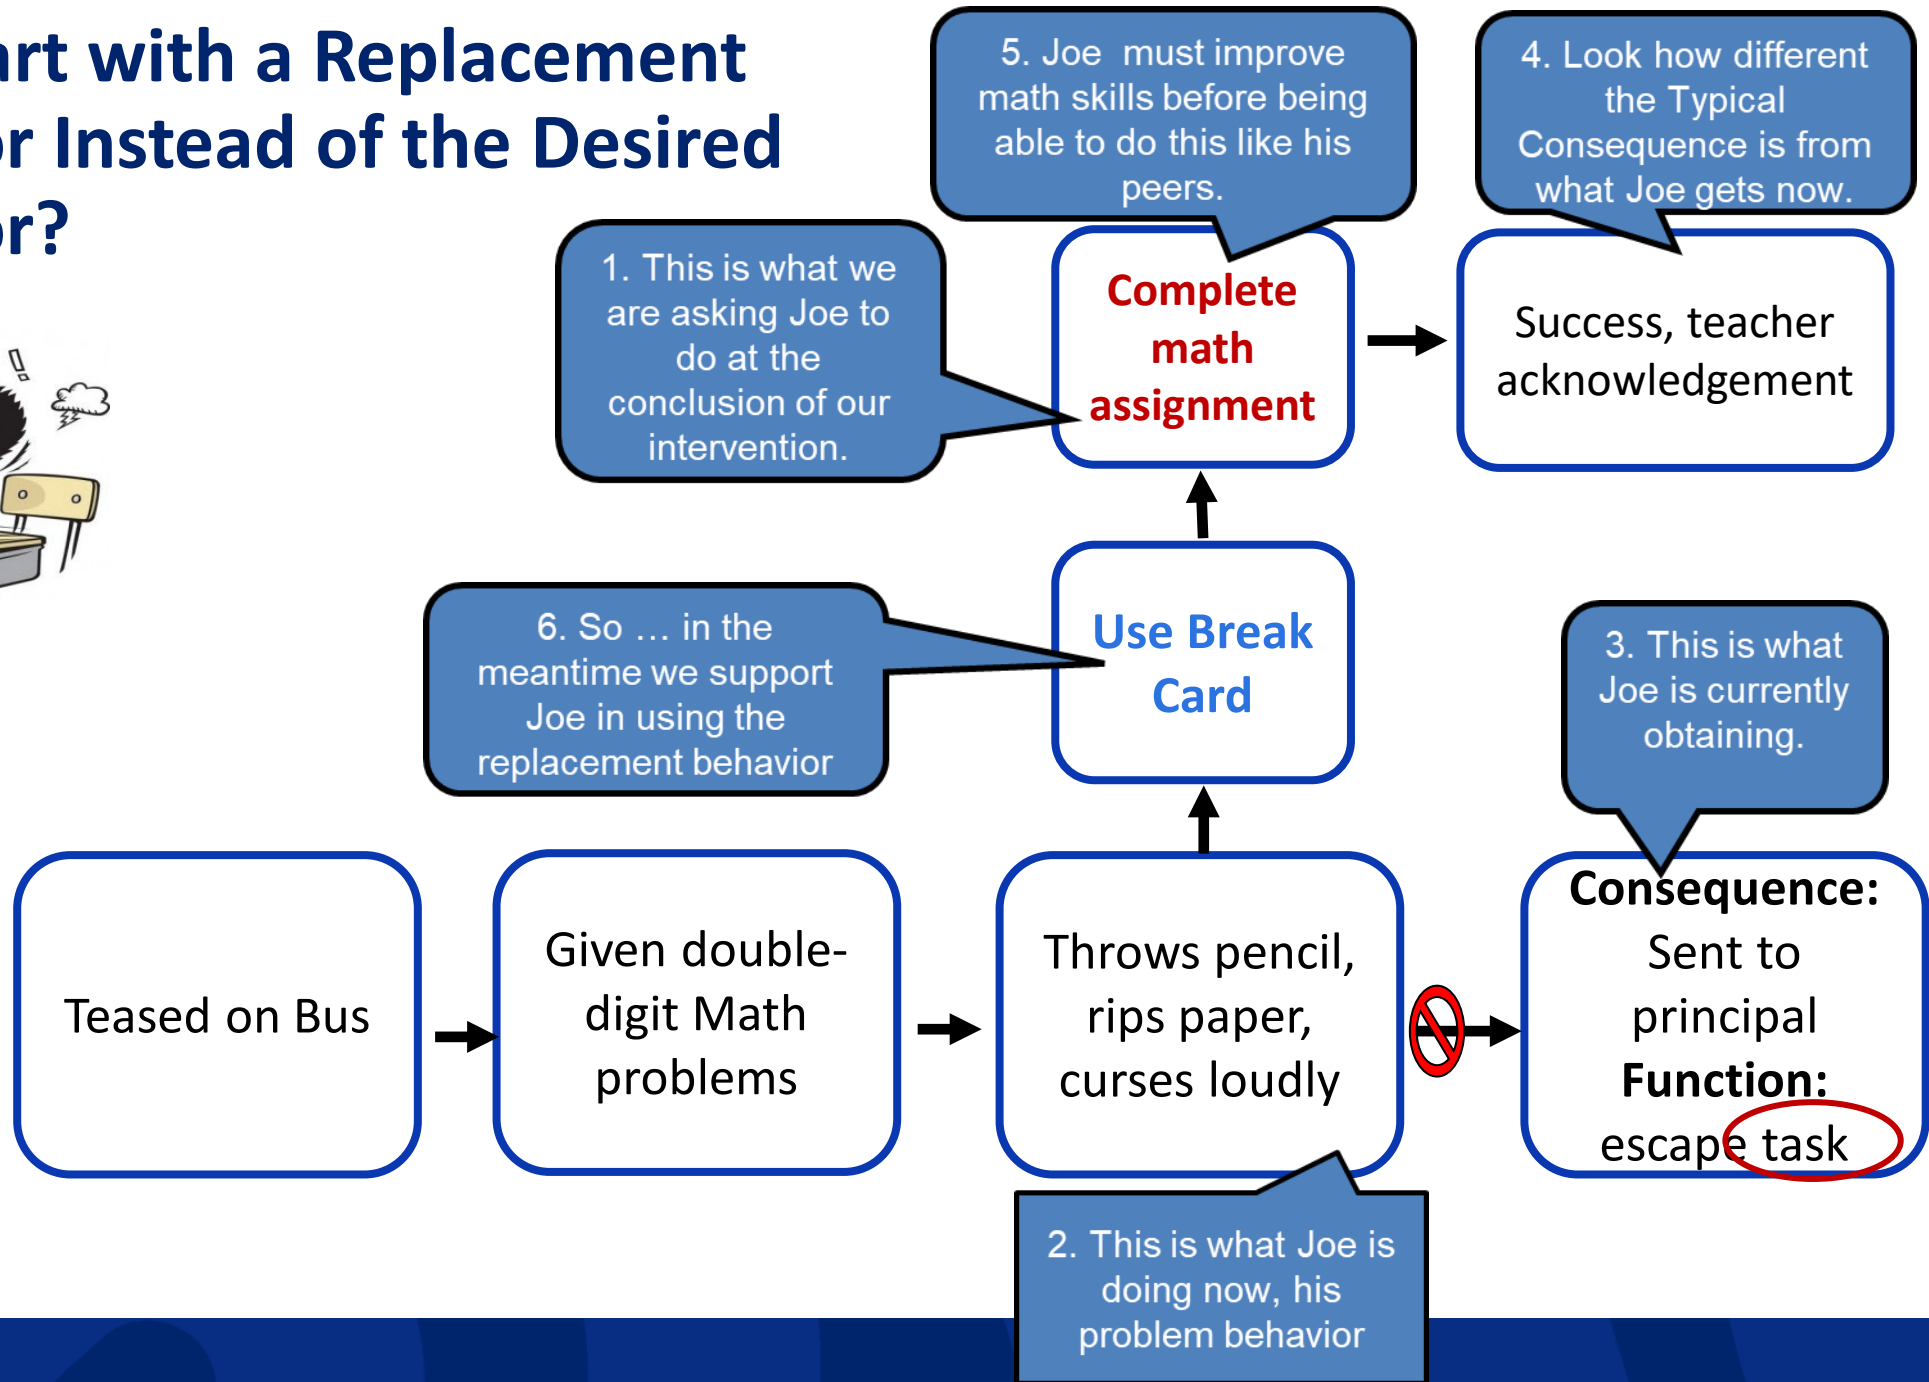 art with a Replacement
or Instead of the Desired
or?
5. Joe must improve
math skills before being
able to do this like his
peers.
4. Look how different
the Typical
Consequence is from
what Joe gets now.
1. This is what we
are asking Joe to
do at the
conclusion of our
intervention.
Complete
math
assignment
Success, teacher
acknowledgement
!
6. So … in the
meantime we support
Joe in using the
replacement behavior
Use Break
Card
3. This is what
Joe is currently
obtaining.
Teased on Bus
Given double-
digit Math
problems
Throws pencil,
rips paper,
curses loudly
Consequence:
Sent to
principal
Function:
escape task
2. This is what Joe is
doing now, his
problem behavior